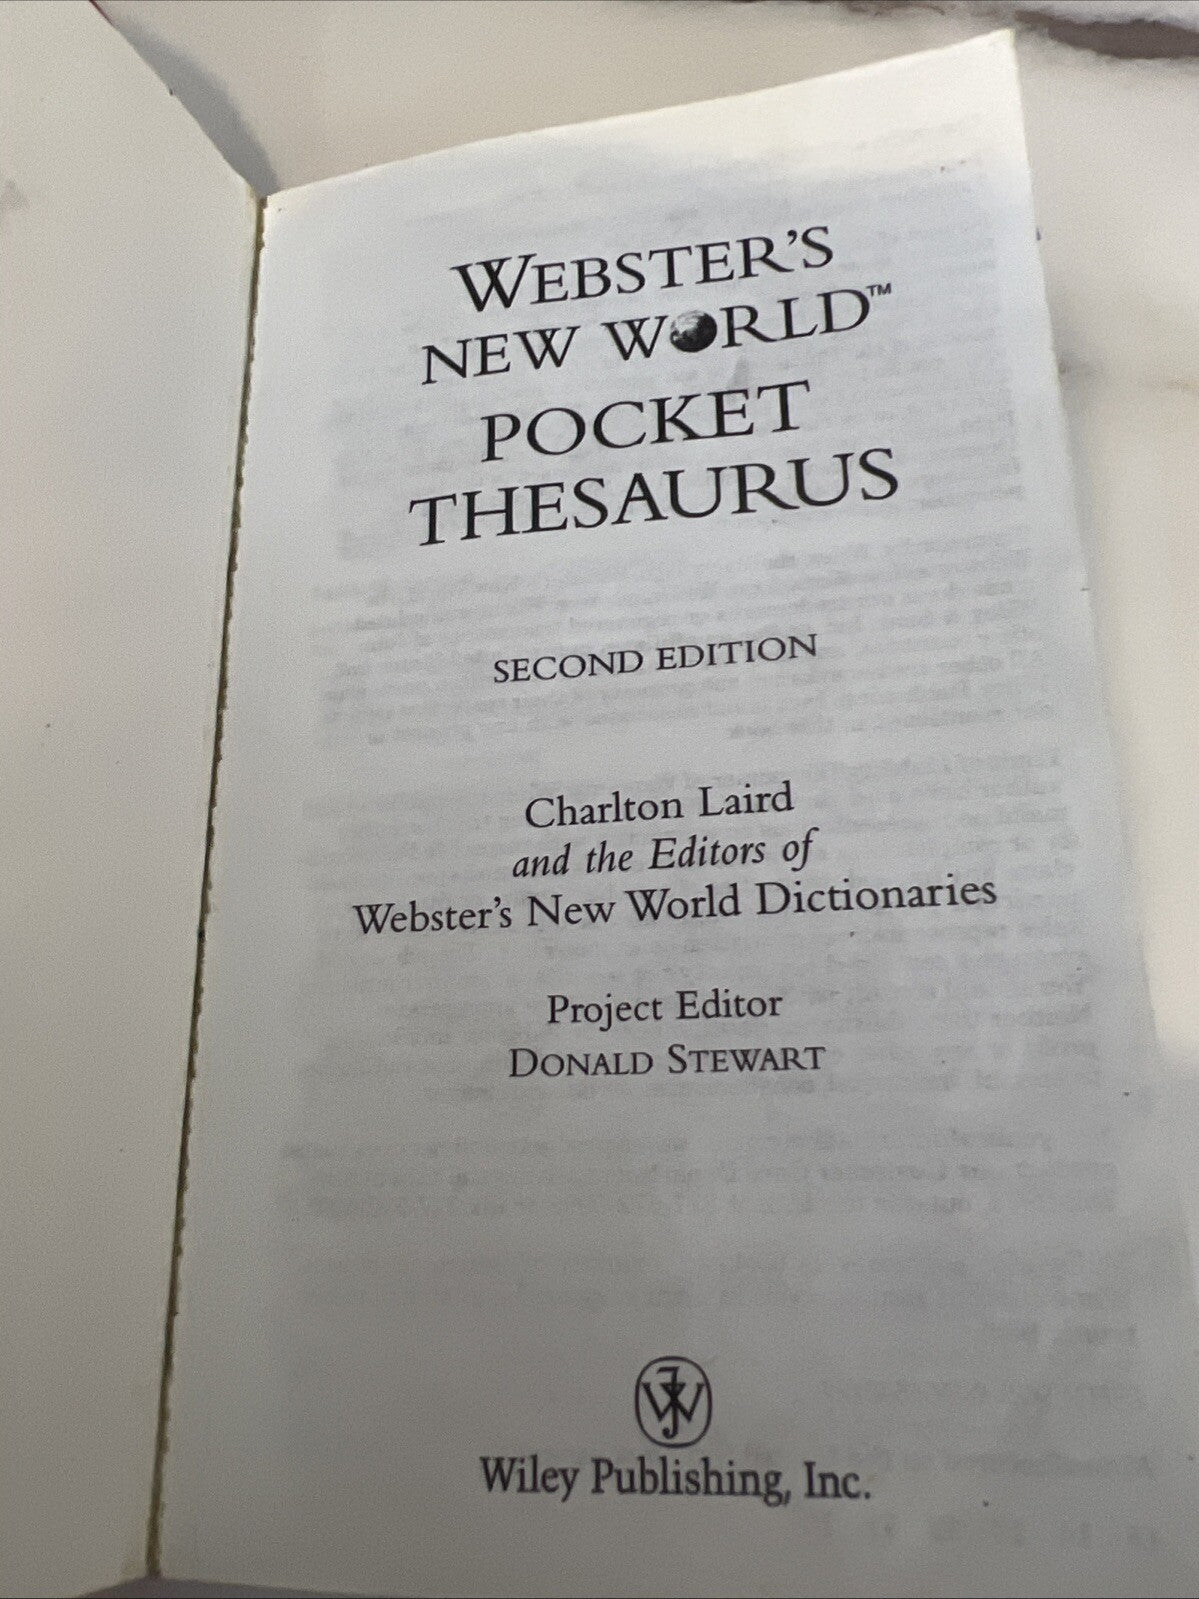 WEBSTER'S
NEW WORLD™
POCKET
THESAURUS
SECOND EDITION
Charlton Laird
and the Editors of
Webster's New World Dictionaries
Project Editor
DONALD STEWART
Wiley Publishing, Inc.